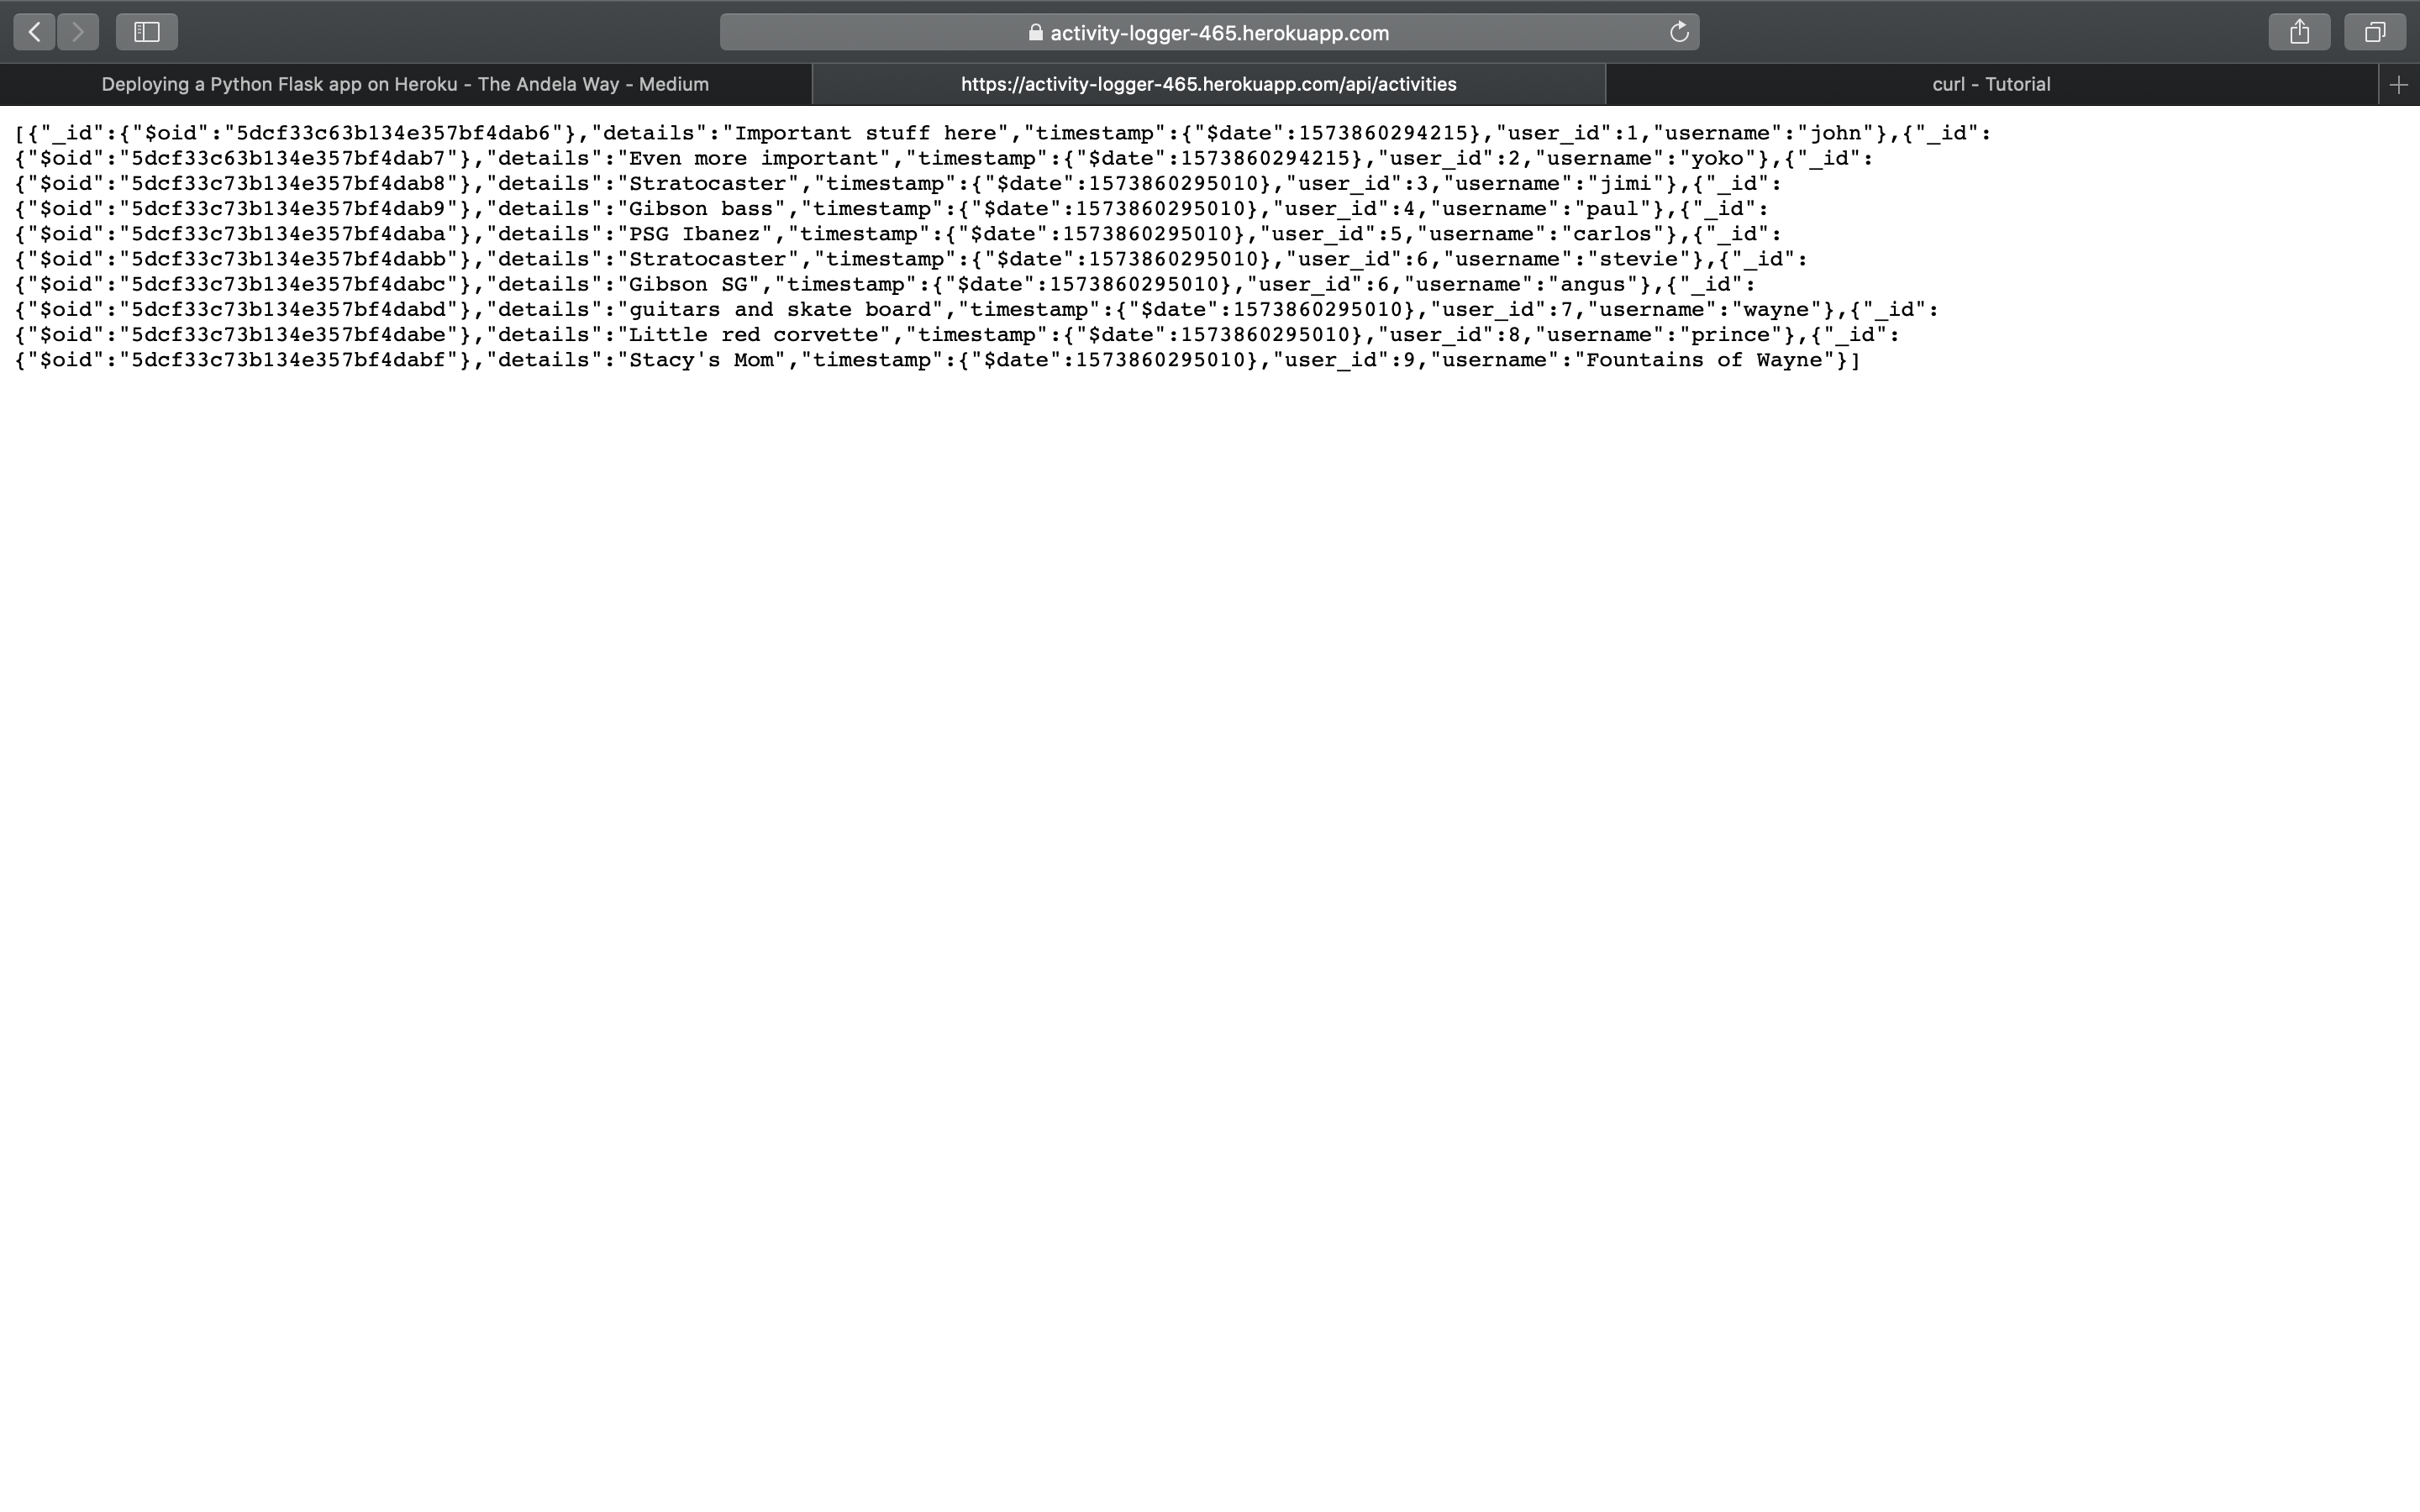 activity-logger-465.herokuapp.com
Deploying a Python Flask app on Heroku - The Andela Way - Medium
https://activity-logger-465.herokuapp.com/api/activities
curl - Tutorial
[{"_id":{"$oid":"5dcf33c63b134e357bf4dab6"},"details":"Important stuff here","timestamp":{"$date":1573860294215},"user_id":1,"username":"john"},{"_id":
{"$oid":"5dcf33c63b134e357bf4dab7"},"details":"Even more important","timestamp":{"$date":1573860294215},"user_id":2,"username":"yoko"},{"_id":
{"$oid":"5dcf33c73b134e357bf4dab8"},"details":"Stratocaster","timestamp":{"$date":1573860295010},"user_id":3,"username":"jimi"},{"_id":
{"$oid":"5dcf33c73b134e357bf4dab9"},"details":"Gibson bass","timestamp":{"$date":1573860295010},"user_id":4,"username":"paul"},{"_id":
{"$oid":"5dcf33c73b134e357bf4daba"},"details":"PSG Ibanez","timestamp":{"$date":1573860295010},"user_id":5,"username":"carlos"},{"_id":
{"$oid":"5dcf33c73b134e357bf4dabb"},"details":"Stratocaster","timestamp":{"$date":1573860295010},"user_id":6,"username":"stevie"},{"_id":
{"$oid":"5dcf33c73b134e357bf4dabc"},"details":"Gibson SG","timestamp":{"$date":1573860295010},"user_id":6,"username":"angus"},{"_id":
{"$oid":"5dcf33c73b134e357bf4dabd"},"details":"guitars and skate board","timestamp":{"$date":1573860295010},"user_id":7,"username":"wayne"},{"_id":
{"$oid":"5dcf33c73b134e357bf4dabe"},"details":"Little red corvette","timestamp":{"$date":1573860295010},"user_id":8,"username":"prince"},{"_id":
{"$oid":"5dcf33c73b134e357bf4dabf"},"details":"Stacy's Mom","timestamp":{"$date":1573860295010},"user_id":9,"username":"Fountains of Wayne"}]